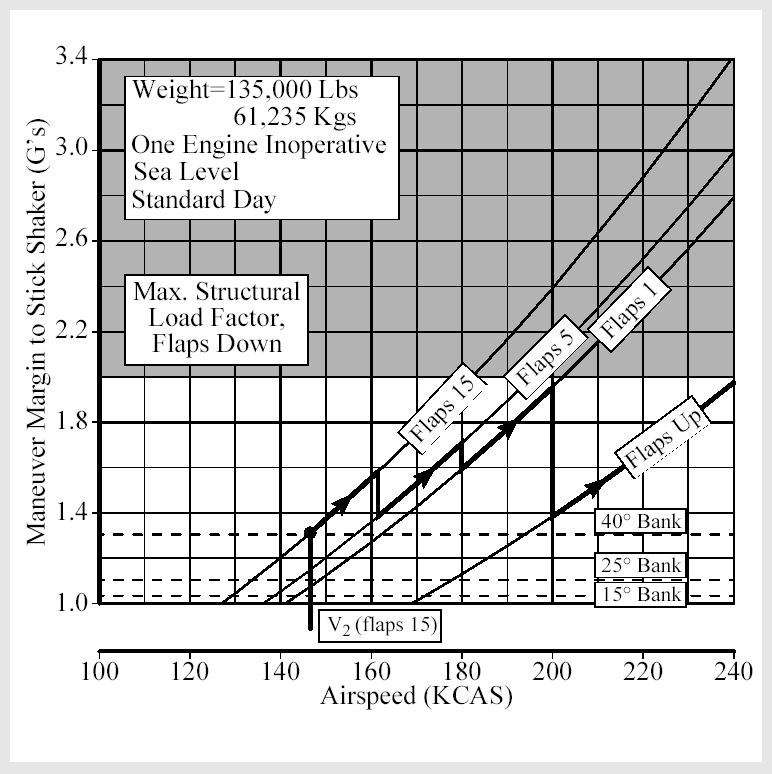 3.4
3.0
2.6
2.2
1.8
1.4
1.0
Maneuver Margin to Stick Shaker (G's)
Weight=135,000 Lbs
61,235 Kgs
One Engine Inoperative
Sea Level
Standard Day
Max. Structural
Load Factor,
Flaps Down
Flaps 15
Flaps 5
Flaps 1
Flaps Up
40° Bank
25° Bank
15° Bank
V2 (flaps 15)
100 120 140 160 180 200 220 240
Airspeed (KCAS)